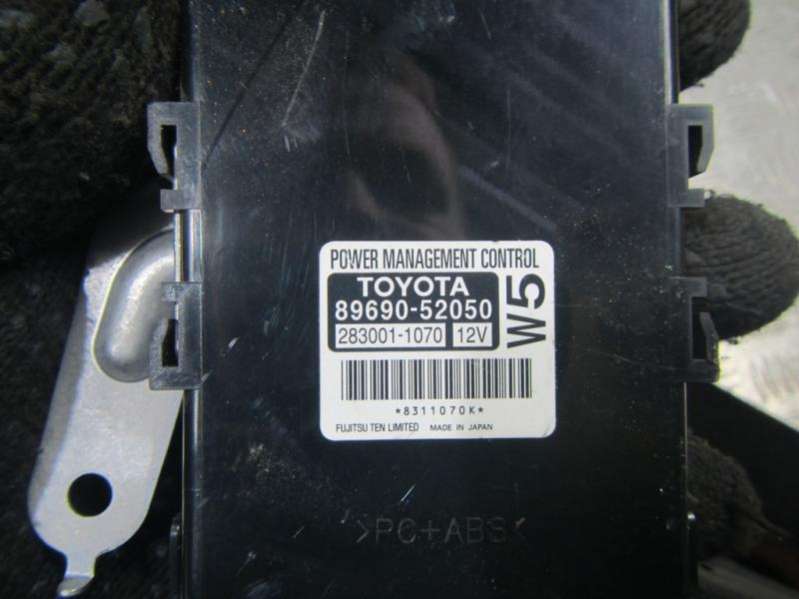 POWER MANAGEMENT CONTROL
TOYOTA
89690-52050
283001-1070 12V
W5
*8311070K*
FUJITSU TEN LIMITED MADE IN JAPAN
>PC+ABS<